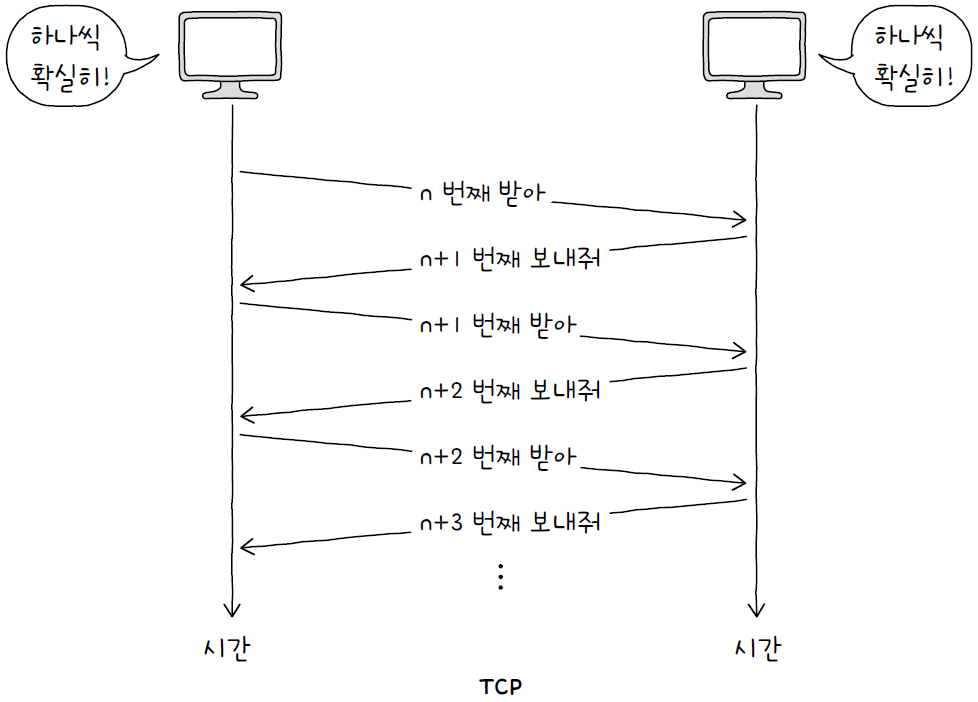 하나씩
확실히!
하나씩
확실히!
n 번째 받아
n+1 번째 보내줘
n+1 번째 받아
n+2 번째 보내줘
n+2 번째 받아
n+3 번째 보내줘
⋮
시간
시간
TCP